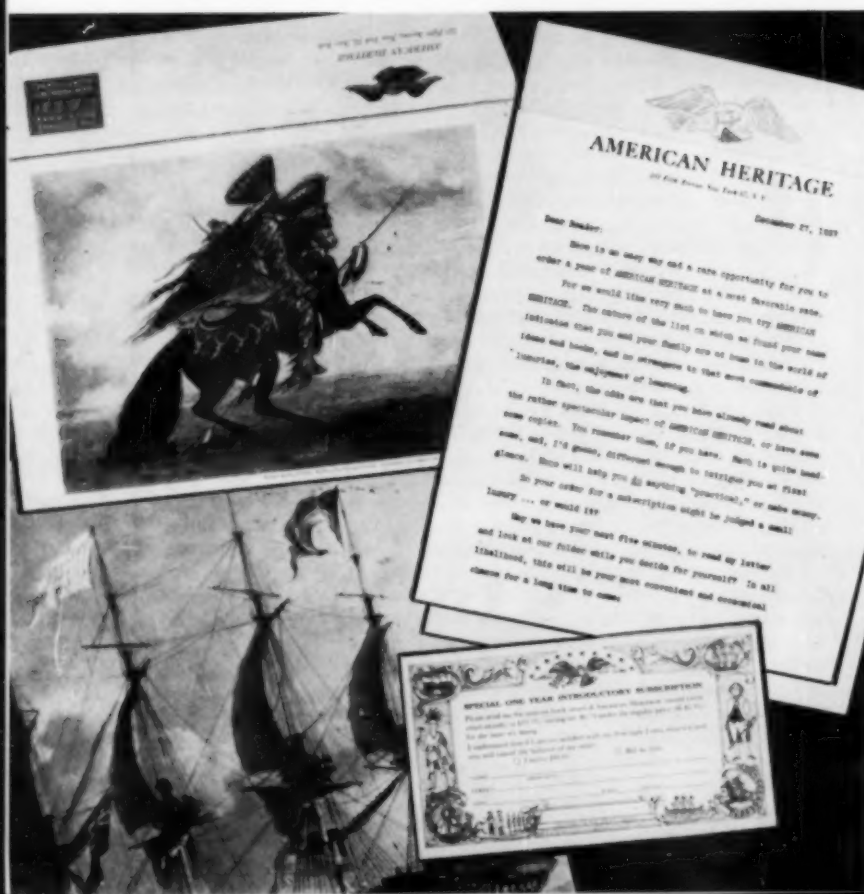 AMERICAN HERITAGE
AMERICAN HERITAGE
551 Fifth Avenue, New York 17, N. Y.
December 27, 1957
Dear Reader:
Here is an easy way and a rare opportunity for you to
order a year of AMERICAN HERITAGE at a most favorable rate.
For we would like very much to have you try AMERICAN
HERITAGE. The nature of the list on which we found your name
indicates that you and your family are at home in the world of
ideas and books, and no strangers to that most commendable of
luxuries, the enjoyment of learning.
In fact, the odds are that you have already read about
the rather spectacular impact of AMERICAN HERITAGE, or have seen
some copies. You remember them, if you have. Each is quite hand-
some, and, I'd guess, different enough to intrigue you at first
glance. None will help you do anything "practical," or make money.
So your order for a subscription might be judged a small
luxury ... or would it?
May we have your next five minutes, to read my letter
and look at our folder while you decide for yourself? In all
likelihood, this will be your most convenient and economical
chance for a long time to come.
SPECIAL ONE YEAR INTRODUCTORY SUBSCRIPTION